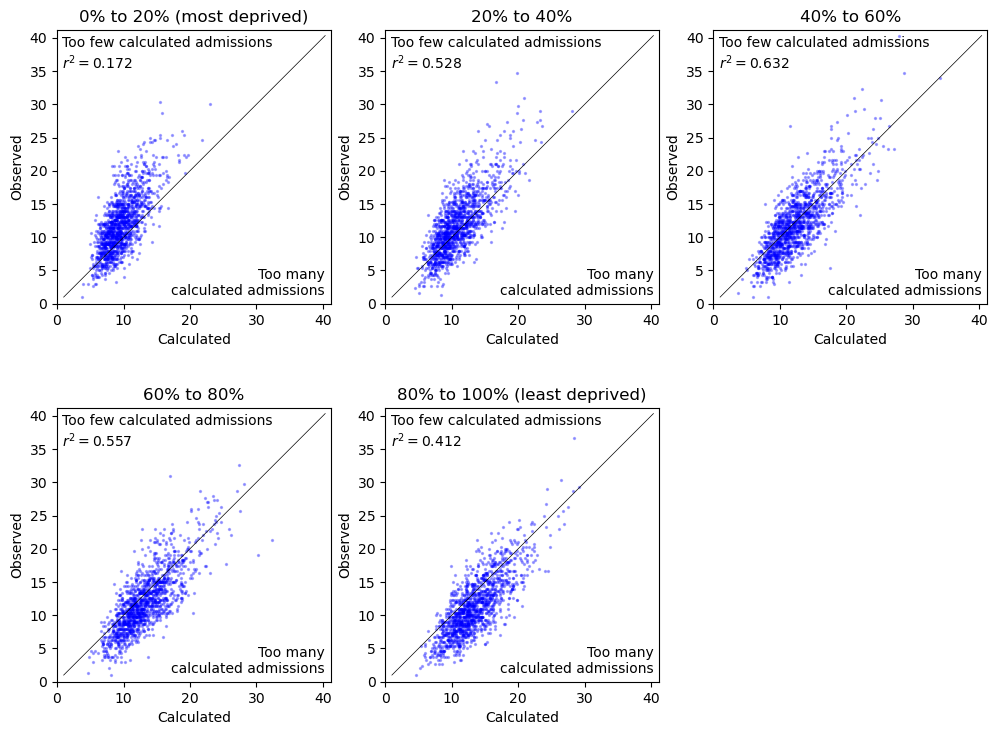 0% to 20% (most deprived)
Too few calculated admissions
r² = 0.172
Too many
calculated admissions
Observed
40
35
30
25
20
15
10
5
0
0 10 20 30 40
Calculated
20% to 40%
Too few calculated admissions
r² = 0.528
Too many
calculated admissions
Observed
40
35
30
25
20
15
10
5
0
0 10 20 30 40
Calculated
40% to 60%
Too few calculated admissions
r² = 0.632
Too many
calculated admissions
Observed
40
35
30
25
20
15
10
5
0
0 10 20 30 40
Calculated
60% to 80%
Too few calculated admissions
r² = 0.557
Too many
calculated admissions
Observed
40
35
30
25
20
15
10
5
0
0 10 20 30 40
Calculated
80% to 100% (least deprived)
Too few calculated admissions
r² = 0.412
Too many
calculated admissions
Observed
40
35
30
25
20
15
10
5
0
0 10 20 30 40
Calculated